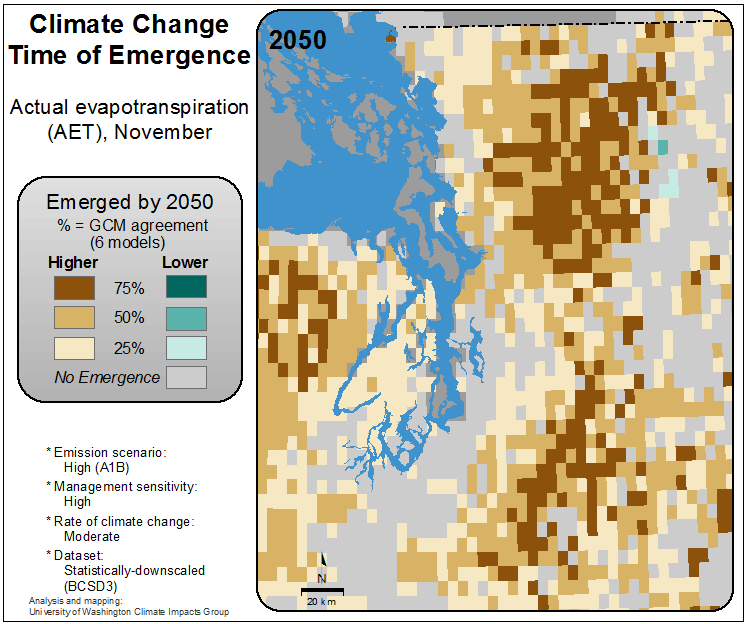 Climate Change
Time of Emergence
Actual evapotranspiration
(AET), November
Emerged by 2050
% = GCM agreement
(6 models)
Higher Lower
75%
50%
25%
No Emergence
* Emission scenario:
High (A1B)
* Management sensitivity:
High
* Rate of climate change:
Moderate
* Dataset:
Statistically-downscaled
(BCSD3)
Analysis and mapping:
University of Washington Climate Impacts Group
2050
N
20 km